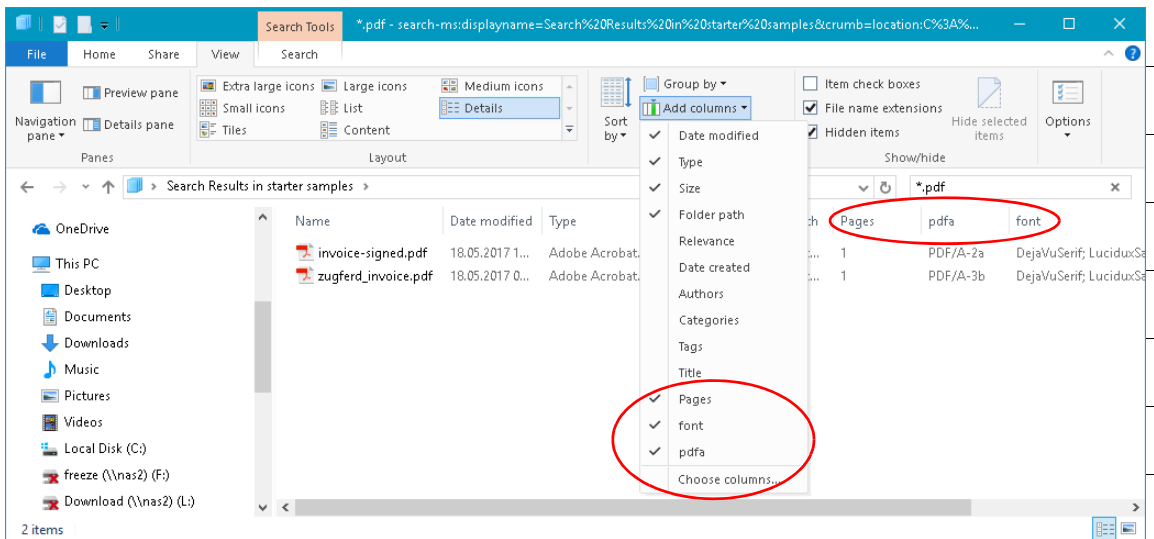 Search Tools *.pdf - search-ms:displayname=Search%20Results%20in%20starter%20samples&crumb=location:C%3A%...
File Home Share View Search
Preview pane
Details pane
Navigation pane
Panes
Extra large icons Large icons Medium icons
Small icons List Details
Tiles Content
Layout
Sort by
Group by
Add columns
Item check boxes
File name extensions
Hidden items
Hide selected items
Show/hide
Options
Date modified
Type
Size
Folder path
Relevance
Date created
Authors
Categories
Tags
Title
Pages
font
pdfa
Choose columns...
Search Results in starter samples
*.pdf
OneDrive
This PC
Desktop
Documents
Downloads
Music
Pictures
Videos
Local Disk (C:)
freeze (\\nas2) (F:)
Download (\\nas2) (L:)
Name Date modified Type Pages pdfa font
invoice-signed.pdf 18.05.2017 1... Adobe Acrobat. 1 PDF/A-2a DejaVuSerif; LuciduxSa
zugferd_invoice.pdf 18.05.2017 0... Adobe Acrobat. 1 PDF/A-3b DejaVuSerif; LuciduxSa
2 items